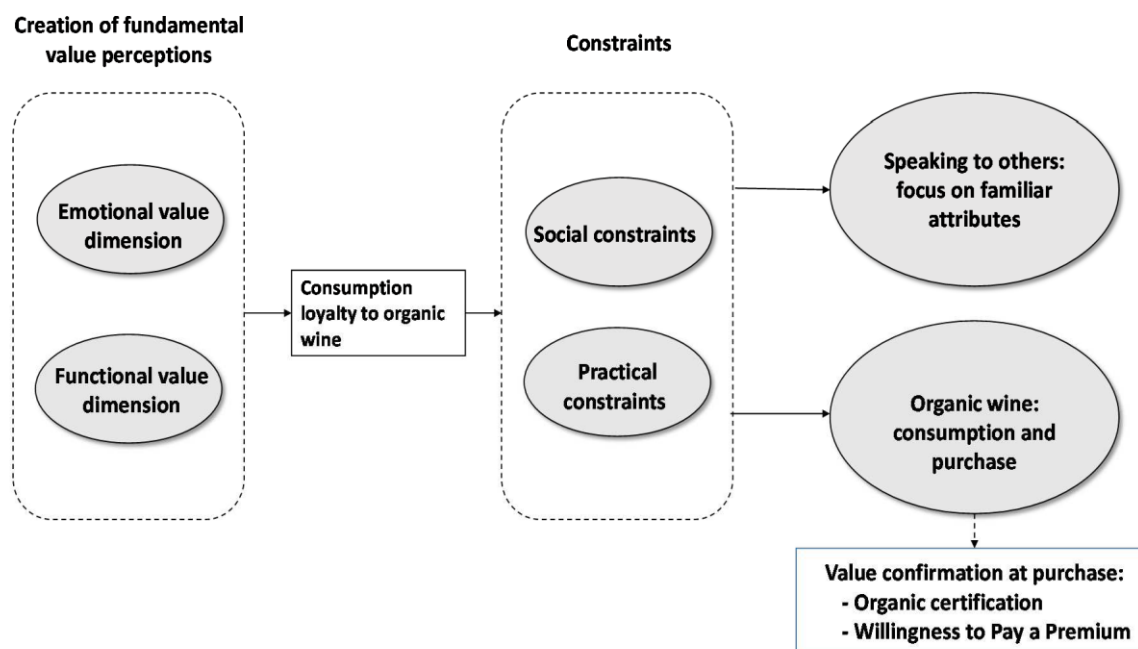 Creation of fundamental
value perceptions
Emotional value
dimension
Functional value
dimension
Consumption
loyalty to organic
wine
Constraints
Social constraints
Practical
constraints
Speaking to others:
focus on familiar
attributes
Organic wine:
consumption and
purchase
Value confirmation at purchase:
- Organic certification
- Willingness to Pay a Premium